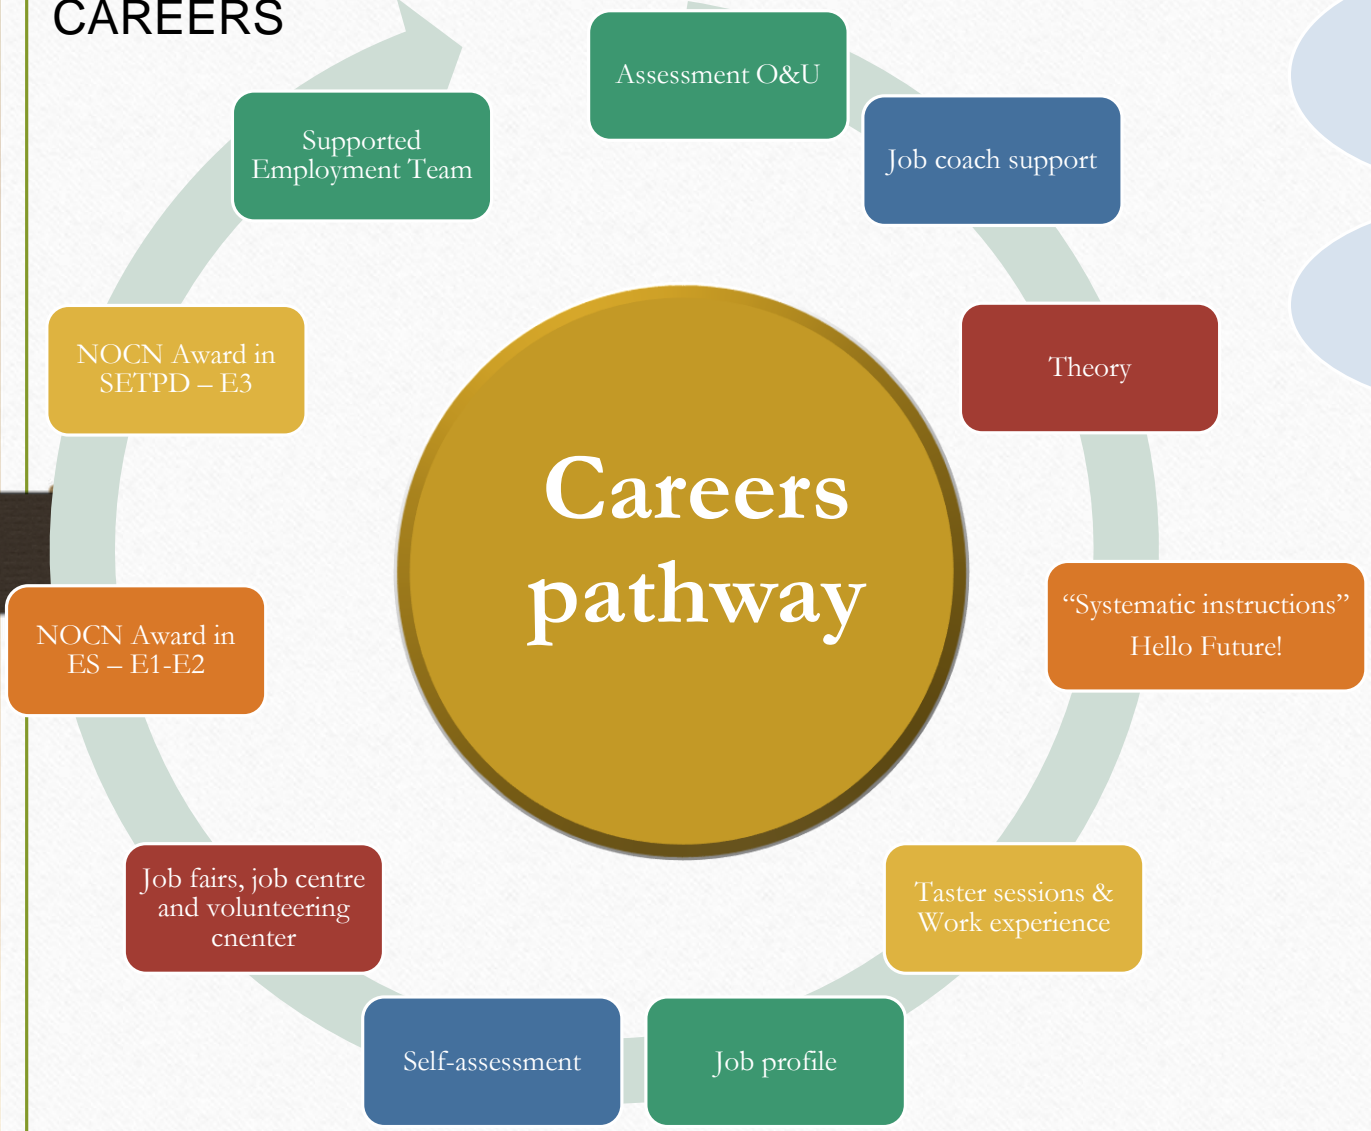 CAREERS
Assessment O&U
Job coach support
Theory
“Systematic instructions”
Hello Future!
Taster sessions &
Work experience
Job profile
Self-assessment
Job fairs, job centre
and volunteering
cnenter
NOCN Award in
ES – E1-E2
NOCN Award in
SETPD – E3
Supported
Employment Team
Careers
pathway